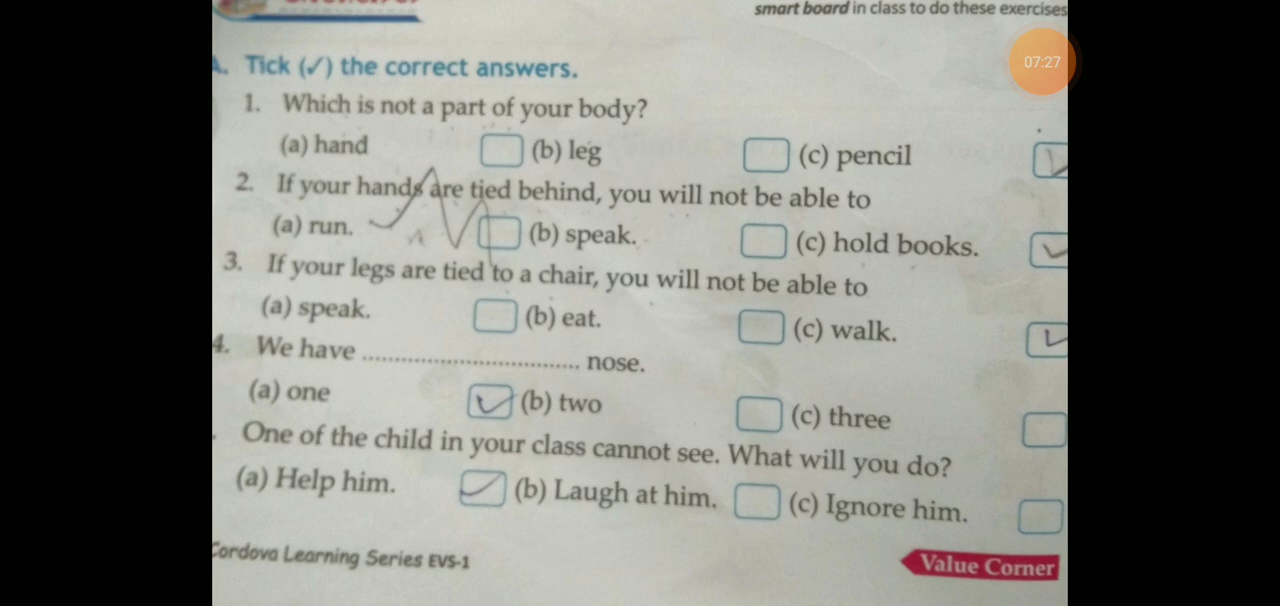 smart board in class to do these exercises
07:27
A. Tick (✓) the correct answers.
1. Which is not a part of your body?
(a) hand (b) leg (c) pencil
2. If your hands are tied behind, you will not be able to
(a) run. (b) speak. (c) hold books.
3. If your legs are tied to a chair, you will not be able to
(a) speak. (b) eat. (c) walk.
4. We have .............................. nose.
(a) one (b) two (c) three
. One of the child in your class cannot see. What will you do?
(a) Help him. (b) Laugh at him. (c) Ignore him.
Cordova Learning Series EVS-1
Value Corner